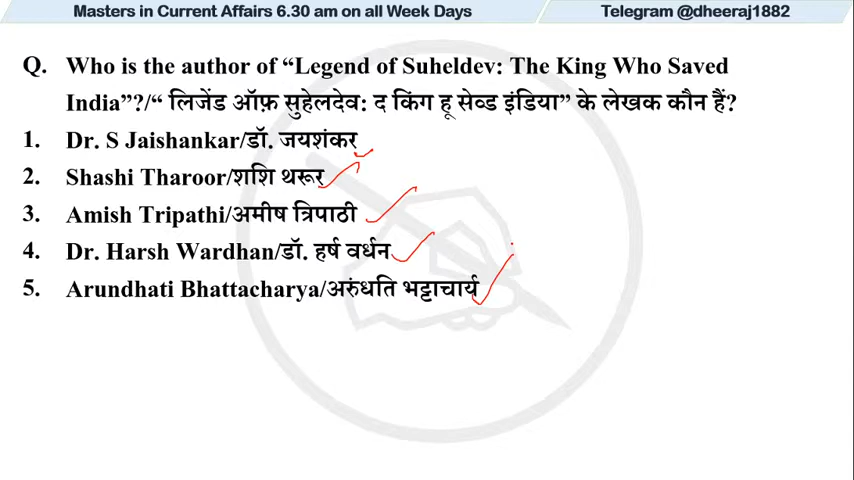 Masters in Current Affairs 6.30 am on all Week Days
Telegram @dheeraj1882
Q. Who is the author of “Legend of Suheldev: The King Who Saved
India”?/“ लिजेंड ऑफ़ सुहेलदेव: द किंग हू सेव्ड इंडिया” के लेखक कौन हैं?
1. Dr. S Jaishankar/डॉ. जयशंकर
2. Shashi Tharoor/शशि थरूर
3. Amish Tripathi/अमीष त्रिपाठी
4. Dr. Harsh Wardhan/डॉ. हर्ष वर्धन
5. Arundhati Bhattacharya/अरुंधति भट्टाचार्य